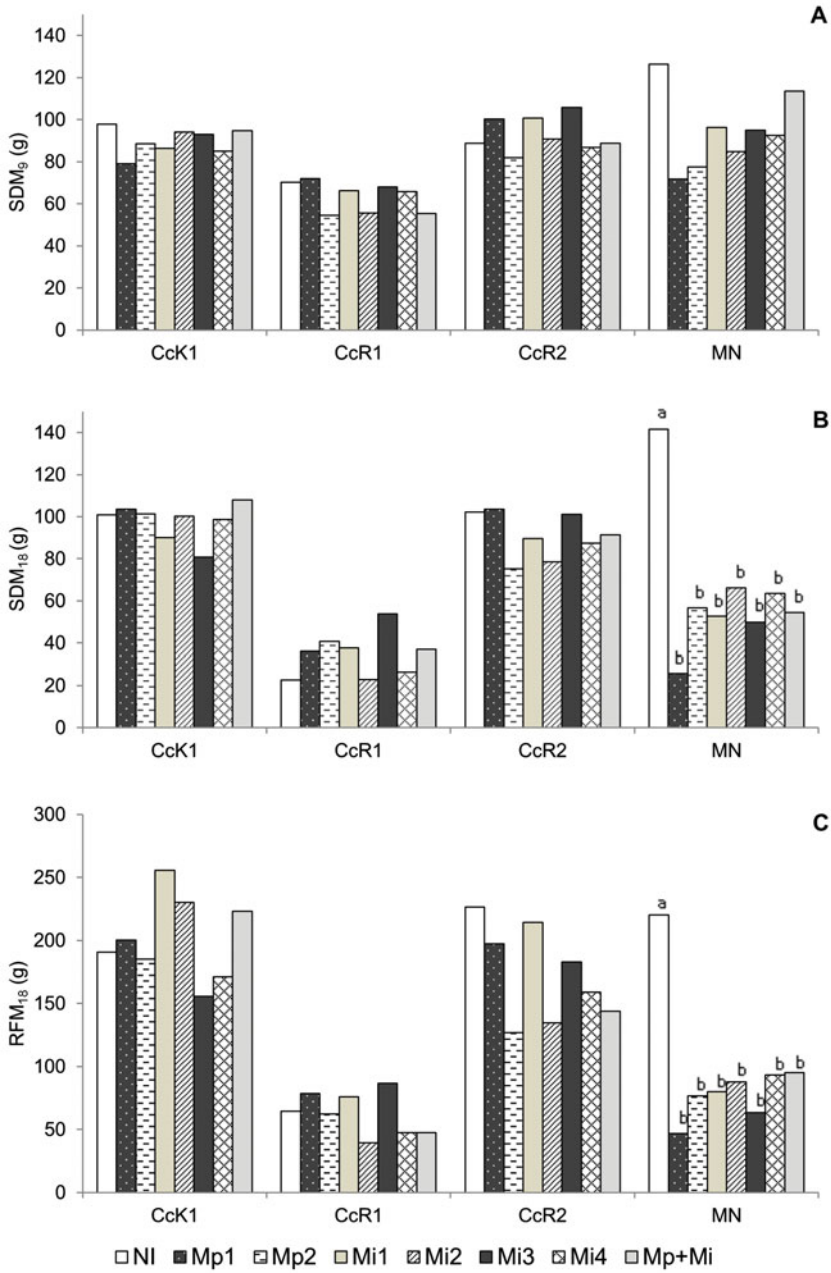 A
SDM₉ (g)
140
120
100
80
60
40
20
0
CcK1 CcR1 CcR2 MN
B
SDM₁₈ (g)
140
120
100
80
60
40
20
0
a
b b b b b b b
CcK1 CcR1 CcR2 MN
C
RFM₁₈ (g)
300
250
200
150
100
50
0
a
b b b b b b b
CcK1 CcR1 CcR2 MN
NI Mp1 Mp2 Mi1 Mi2 Mi3 Mi4 Mp+Mi